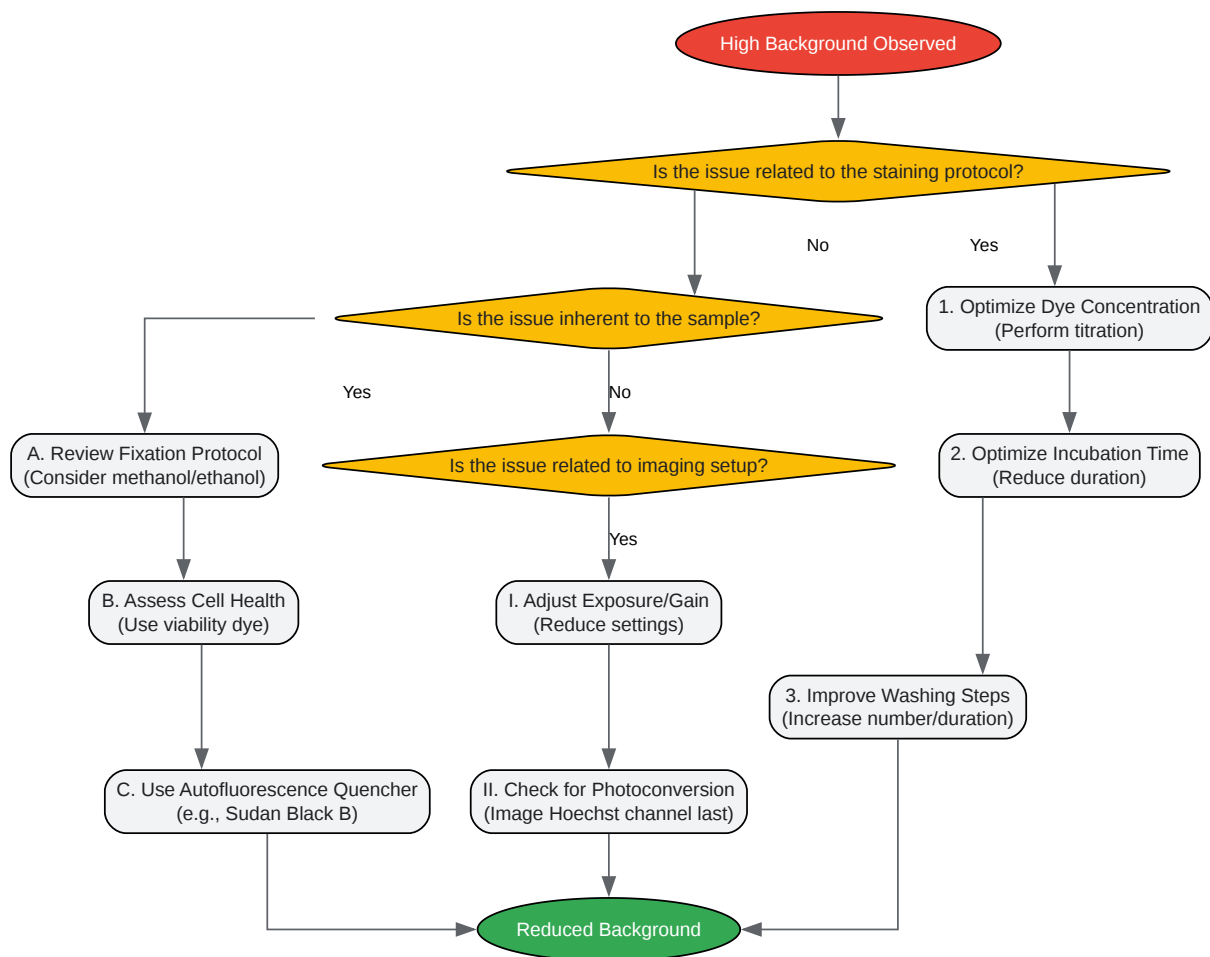 High Background Observed
Is the issue related to the staining protocol?
No
Yes
Is the issue inherent to the sample?
1. Optimize Dye Concentration
(Perform titration)
Yes
No
A. Review Fixation Protocol
(Consider methanol/ethanol)
Is the issue related to imaging setup?
2. Optimize Incubation Time
(Reduce duration)
Yes
B. Assess Cell Health
(Use viability dye)
I. Adjust Exposure/Gain
(Reduce settings)
3. Improve Washing Steps
(Increase number/duration)
C. Use Autofluorescence Quencher
(e.g., Sudan Black B)
II. Check for Photoconversion
(Image Hoechst channel last)
Reduced Background